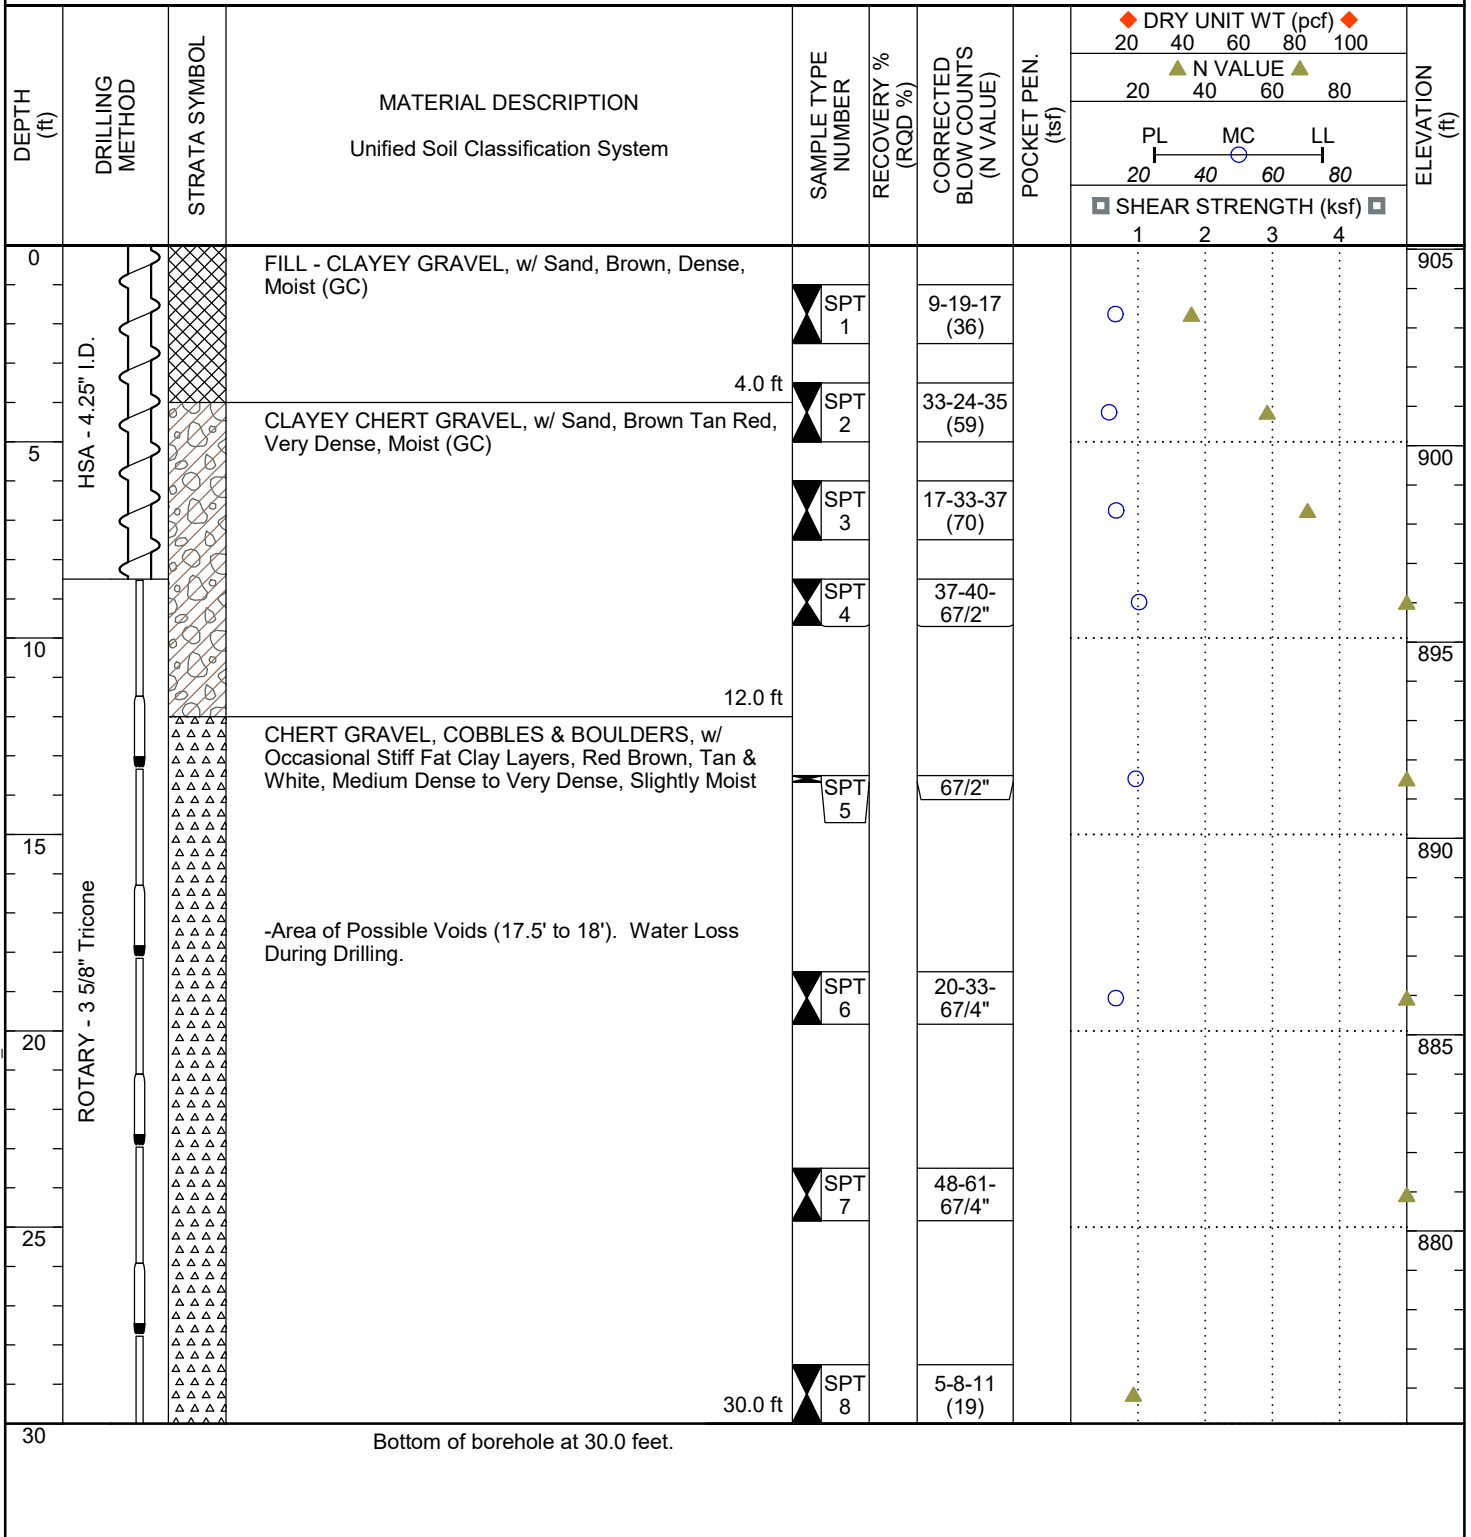 DEPTH
(ft)
DRILLING
METHOD
STRATA SYMBOL
MATERIAL DESCRIPTION
Unified Soil Classification System
SAMPLE TYPE
NUMBER
RECOVERY %
(RQD %)
CORRECTED
BLOW COUNTS
(N VALUE)
POCKET PEN.
(tsf)
DRY UNIT WT (pcf)
20 40 60 80 100
N VALUE
20 40 60 80
PL MC LL
20 40 60 80
SHEAR STRENGTH (ksf)
1 2 3 4
ELEVATION
(ft)
0
5
10
15
20
25
30
HSA - 4.25" I.D.
ROTARY - 3 5/8" Tricone
FILL - CLAYEY GRAVEL, w/ Sand, Brown, Dense,
Moist (GC)
4.0 ft
CLAYEY CHERT GRAVEL, w/ Sand, Brown Tan Red,
Very Dense, Moist (GC)
12.0 ft
CHERT GRAVEL, COBBLES & BOULDERS, w/
Occasional Stiff Fat Clay Layers, Red Brown, Tan &
White, Medium Dense to Very Dense, Slightly Moist
-Area of Possible Voids (17.5' to 18'). Water Loss
During Drilling.
30.0 ft
Bottom of borehole at 30.0 feet.
SPT
1
9-19-17
(36)
SPT
2
33-24-35
(59)
SPT
3
17-33-37
(70)
SPT
4
37-40-
67/2"
SPT
5
67/2"
SPT
6
20-33-
67/4"
SPT
7
48-61-
67/4"
SPT
8
5-8-11
(19)
905
900
895
890
885
880